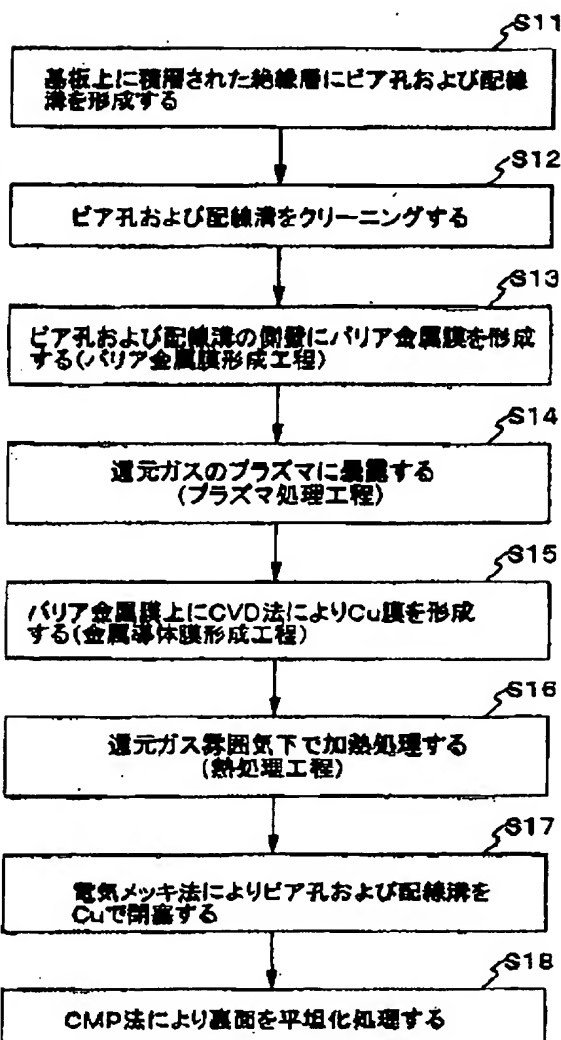 S11
基板上に積層された絶縁層にビア孔および配線
溝を形成する
S12
ビア孔および配線溝をクリーニングする
S13
ビア孔および配線溝の側壁にバリア金属膜を形成
する(バリア金属膜形成工程)
S14
還元ガスのプラズマに暴露する
(プラズマ処理工程)
S15
バリア金属膜上にCVD法によりCu膜を形成
する(金属導体膜形成工程)
S16
還元ガス雰囲気下で加熱処理する
(熱処理工程)
S17
電気メッキ法によりビア孔および配線溝を
Cuで閉塞する
S18
CMP法により裏面を平坦化処理する